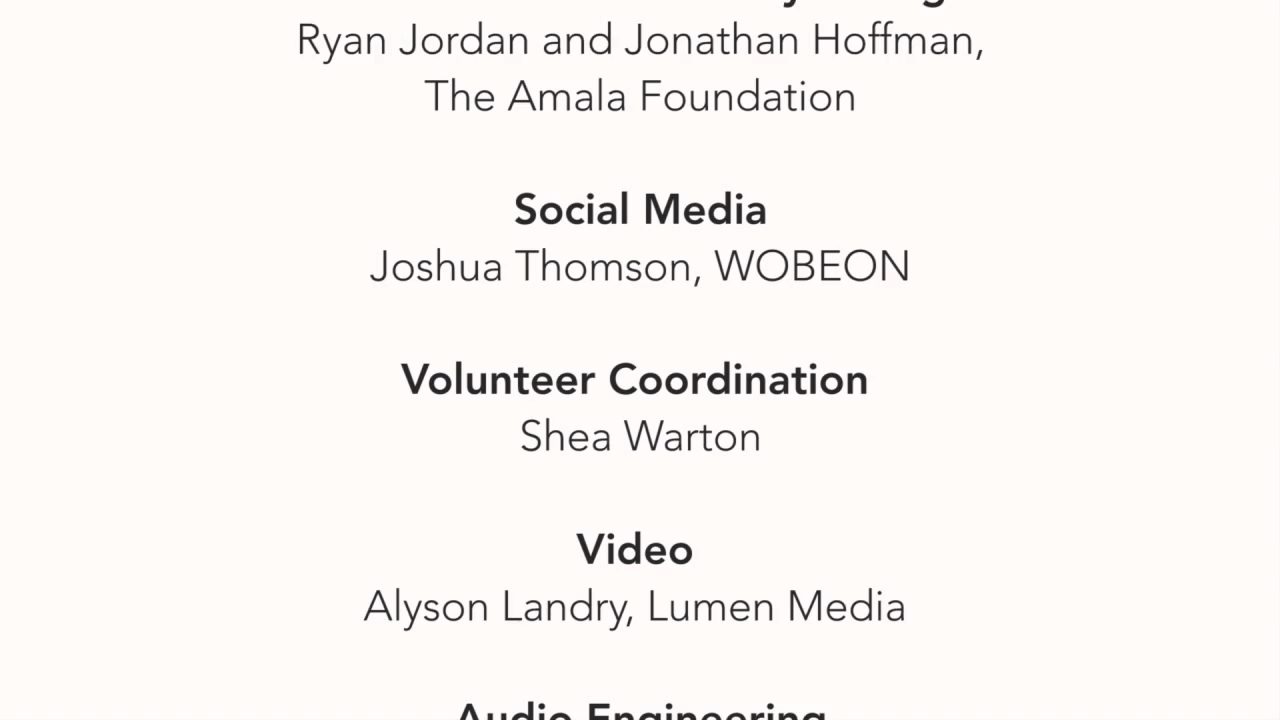 Ryan Jordan and Jonathan Hoffman,
The Amala Foundation
Social Media
Joshua Thomson, WOBEON
Volunteer Coordination
Shea Warton
Video
Alyson Landry, Lumen Media
Audio Engineering